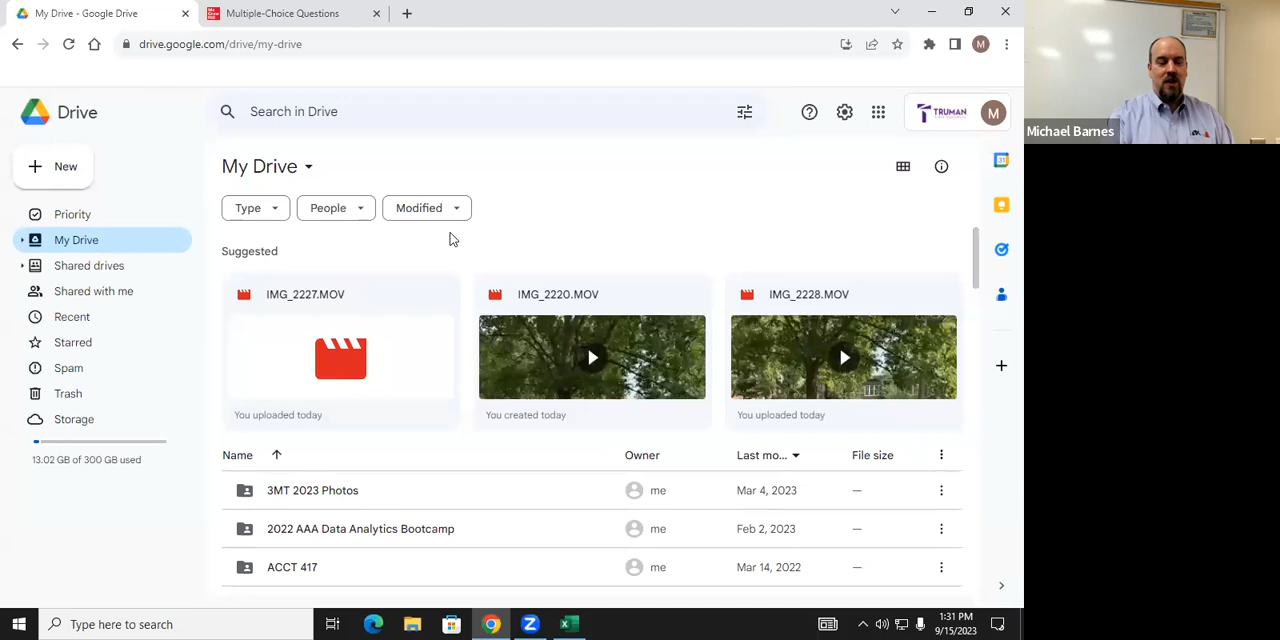 My Drive - Google Drive
Multiple-Choice Questions
drive.google.com/drive/my-drive
M
Drive
Search in Drive
TRUMAN
M
New
My Drive
Type
People
Modified
Priority
My Drive
Shared drives
Shared with me
Recent
Starred
Spam
Trash
Storage
13.02 GB of 300 GB used
Suggested
IMG_2227.MOV
You uploaded today
IMG_2220.MOV
You created today
IMG_2228.MOV
You uploaded today
Name Owner Last mo... File size
3MT 2023 Photos me Mar 4, 2023 —
2022 AAA Data Analytics Bootcamp me Feb 2, 2023 —
ACCT 417 me Mar 14, 2022 —
31
Michael Barnes
Type here to search
1:31 PM
9/15/2023